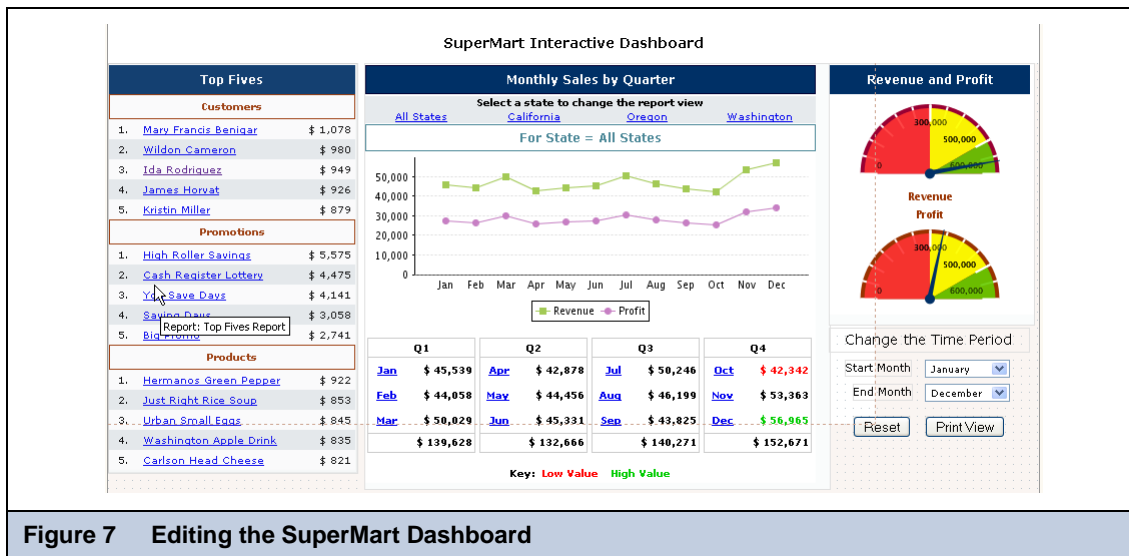 SuperMart Interactive Dashboard
Top Fives
Customers
1. Mary Francis Benigar $ 1,078
2. Wildon Cameron $ 980
3. Ida Rodriguez $ 949
4. James Horvat $ 926
5. Kristin Miller $ 879
Promotions
1. High Roller Savings $ 5,575
2. Cash Register Lottery $ 4,475
3. You Save Days $ 4,141
4. Saving Days $ 3,058
Report: Top Fives Report
5. Big Promo $ 2,741
Products
1. Hermanos Green Pepper $ 922
2. Just Right Rice Soup $ 853
3. Urban Small Eggs $ 845
4. Washington Apple Drink $ 835
5. Carlson Head Cheese $ 821
Monthly Sales by Quarter
Select a state to change the report view
All States California Oregon Washington
For State = All States
50,000
40,000
30,000
20,000
10,000
0
Jan Feb Mar Apr May Jun Jul Aug Sep Oct Nov Dec
Revenue Profit
Q1 Q2 Q3 Q4
Jan $ 45,539 Apr $ 42,878 Jul $ 50,246 Oct $ 42,342
Feb $ 44,058 May $ 44,456 Aug $ 46,199 Nov $ 53,363
Mar $ 50,029 Jun $ 45,331 Sep $ 43,825 Dec $ 56,965
$ 139,628 $ 132,666 $ 140,271 $ 152,671
Key: Low Value High Value
Revenue and Profit
300,000
500,000
0 600,000
Revenue
Profit
300,000
500,000
0 600,000
Change the Time Period
Start Month January
End Month December
Reset Print View
Figure 7 Editing the SuperMart Dashboard